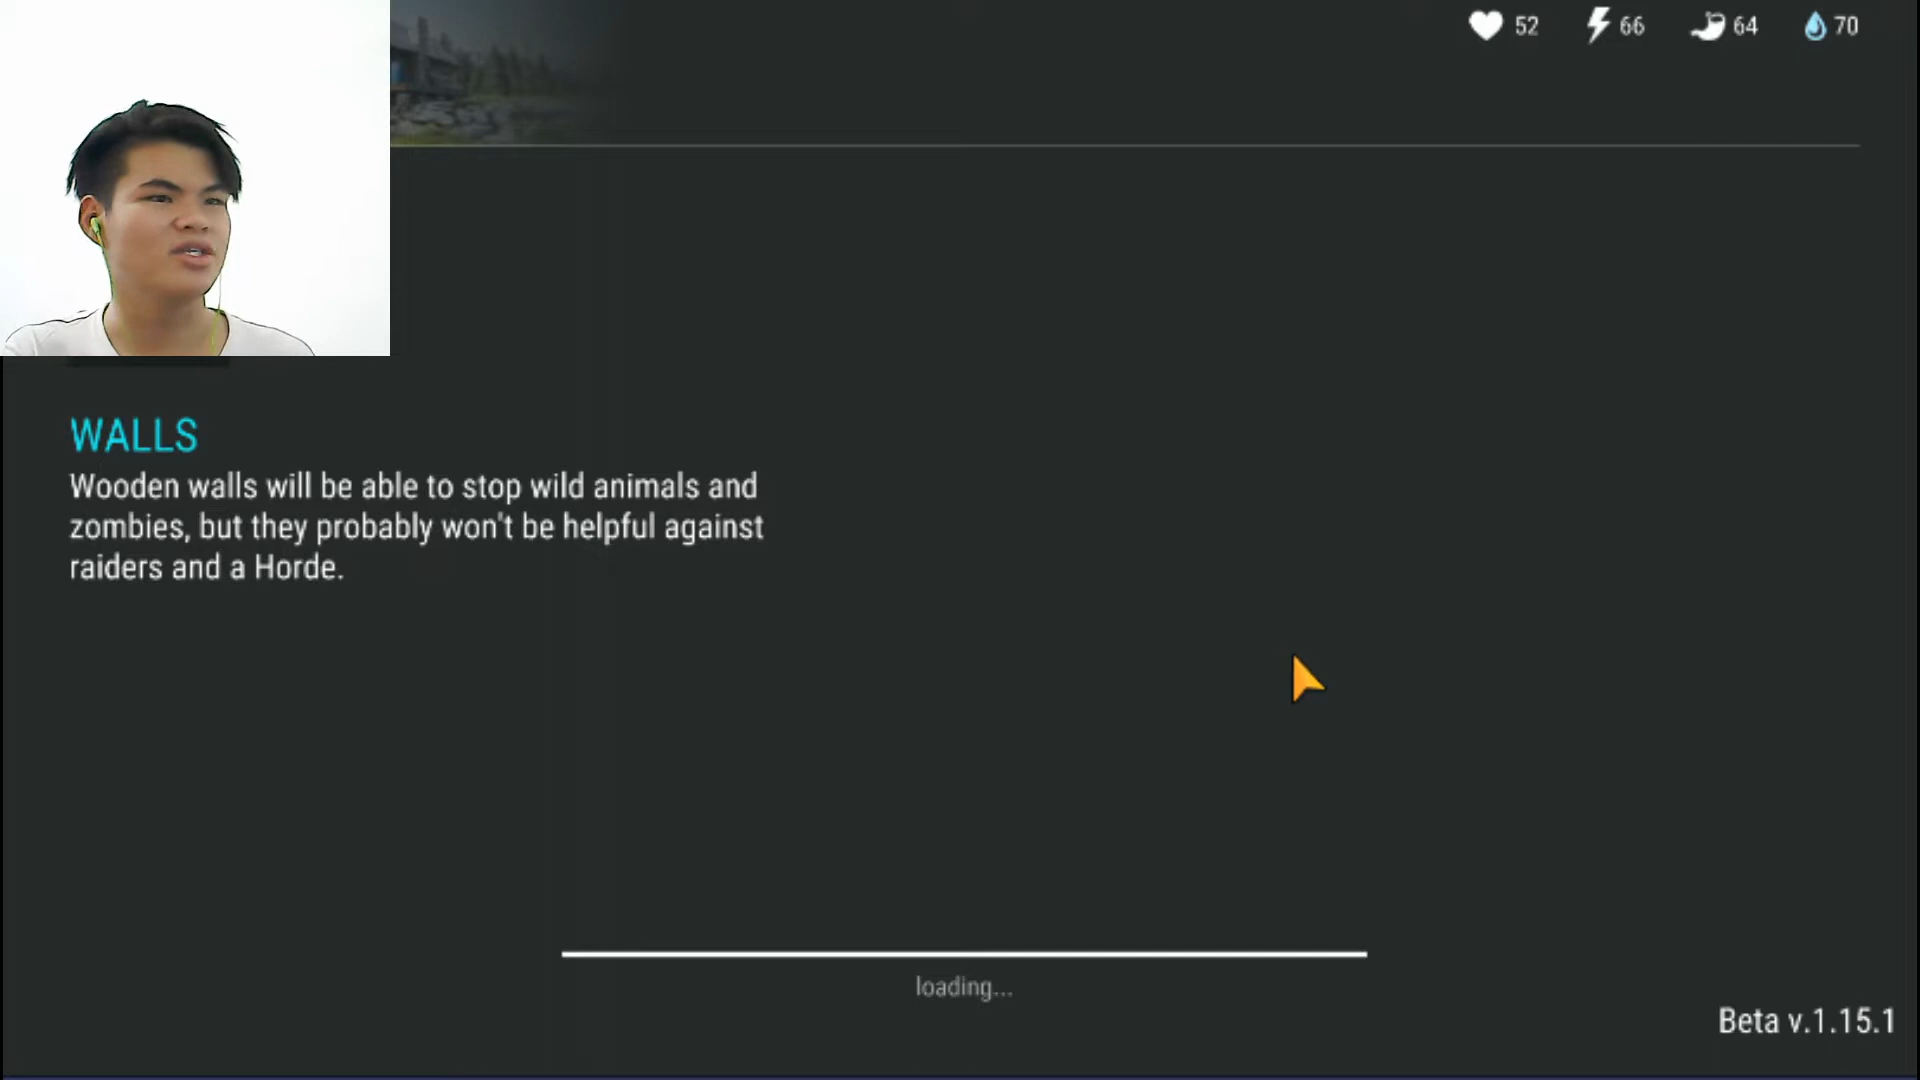 52 66 64 70
WALLS
Wooden walls will be able to stop wild animals and
zombies, but they probably won't be helpful against
raiders and a Horde.
loading...
Beta v.1.15.1